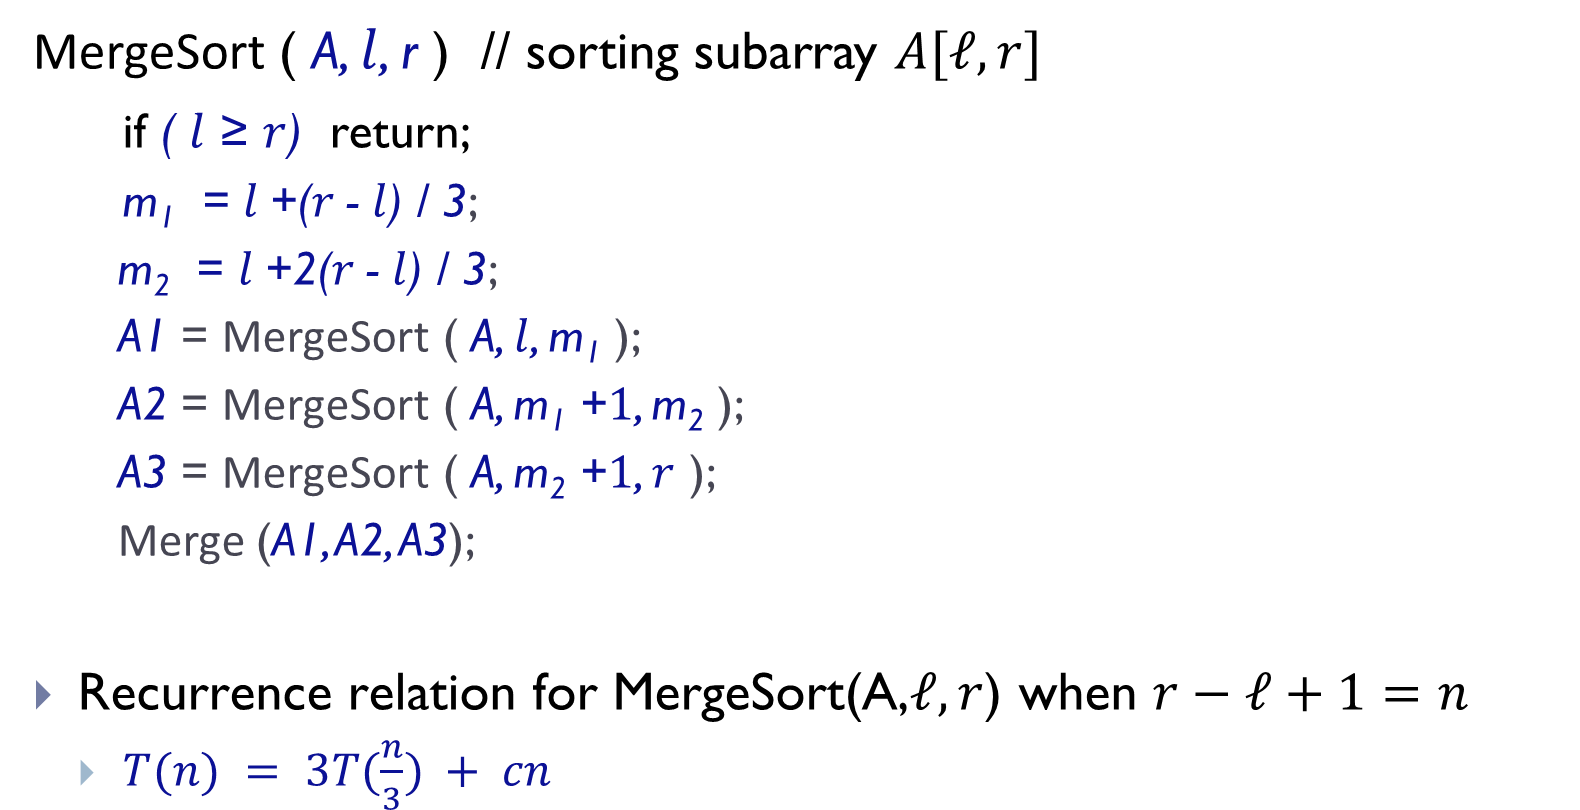 MergeSort ( A, l, r ) // sorting subarray A[ℓ, r]
if ( l ≥ r) return;
m₁ = l +(r - l) / 3;
m₂ = l +2(r - l) / 3;
A1 = MergeSort ( A, l, m₁ );
A2 = MergeSort ( A, m₁ +1, m₂ );
A3 = MergeSort ( A, m₂ +1, r );
Merge (A1,A2,A3);
Recurrence relation for MergeSort(A,ℓ, r) when r − ℓ + 1 = n
T(n) = 3T(n/3) + cn